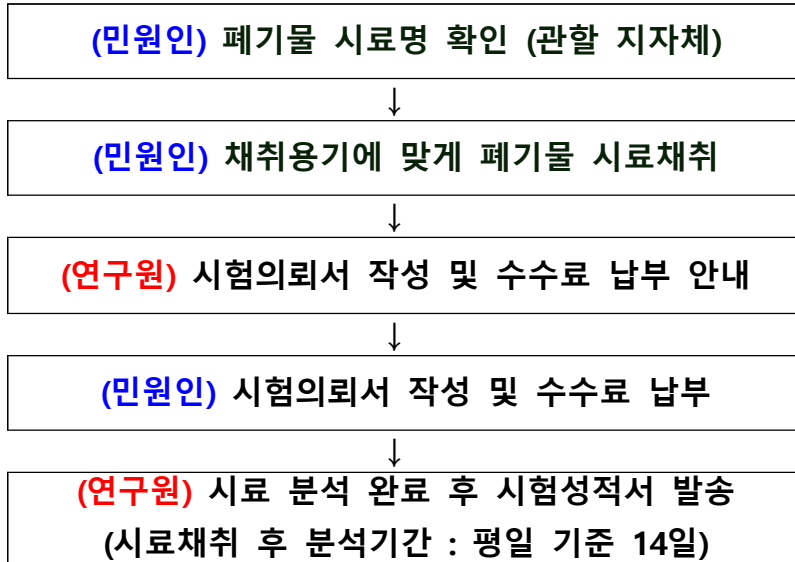 (민원인) 폐기물 시료명 확인 (관할 지자체)
↓
(민원인) 채취용기에 맞게 폐기물 시료채취
↓
(연구원) 시험의뢰서 작성 및 수수료 납부 안내
↓
(민원인) 시험의뢰서 작성 및 수수료 납부
↓
(연구원) 시료 분석 완료 후 시험성적서 발송
(시료채취 후 분석기간 : 평일 기준 14일)